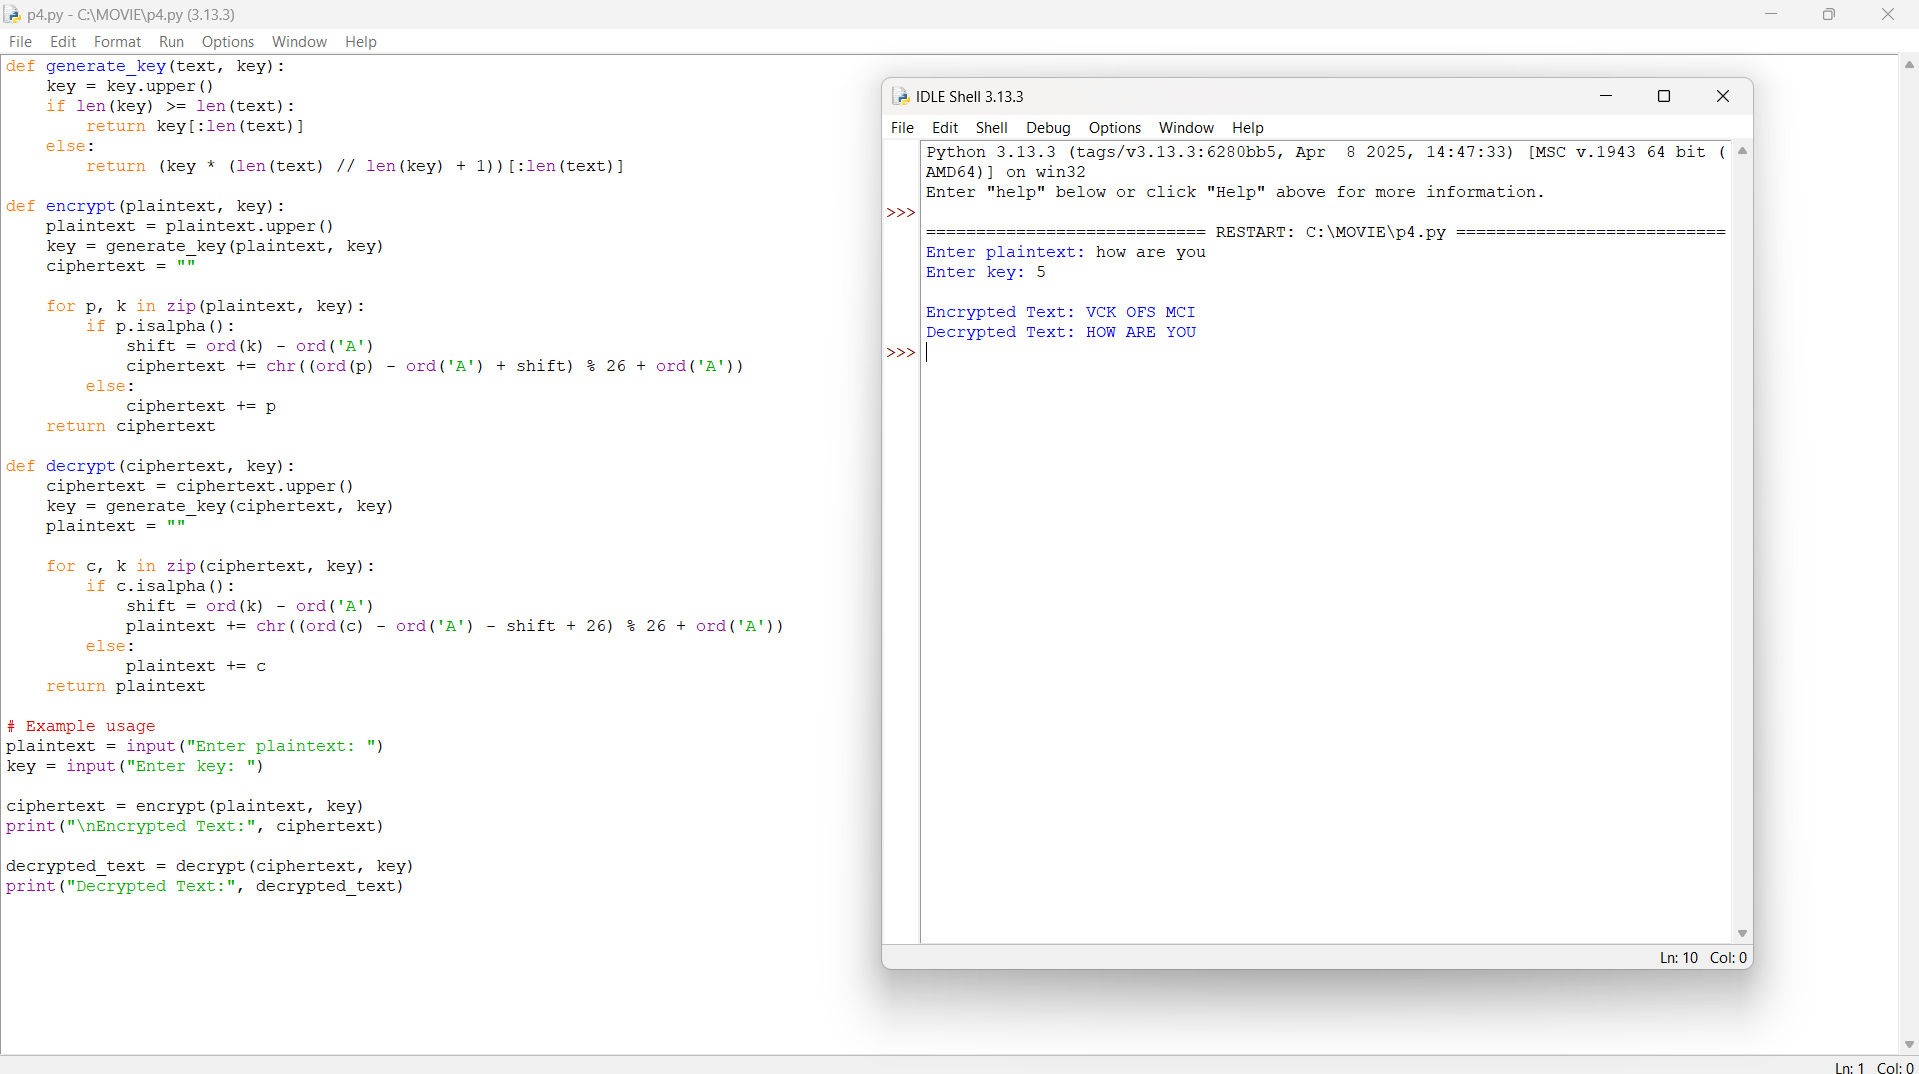 p4.py - C:\MOVIE\p4.py (3.13.3)
File Edit Format Run Options Window Help
def generate_key(text, key):
    key = key.upper()
    if len(key) >= len(text):
        return key[:len(text)]
    else:
        return (key * (len(text) // len(key) + 1))[:len(text)]

def encrypt(plaintext, key):
    plaintext = plaintext.upper()
    key = generate_key(plaintext, key)
    ciphertext = ""

    for p, k in zip(plaintext, key):
        if p.isalpha():
            shift = ord(k) - ord('A')
            ciphertext += chr((ord(p) - ord('A') + shift) % 26 + ord('A'))
        else:
            ciphertext += p
    return ciphertext

def decrypt(ciphertext, key):
    ciphertext = ciphertext.upper()
    key = generate_key(ciphertext, key)
    plaintext = ""

    for c, k in zip(ciphertext, key):
        if c.isalpha():
            shift = ord(k) - ord('A')
            plaintext += chr((ord(c) - ord('A') - shift + 26) % 26 + ord('A'))
        else:
            plaintext += c
    return plaintext

# Example usage
plaintext = input("Enter plaintext: ")
key = input("Enter key: ")

ciphertext = encrypt(plaintext, key)
print("\nEncrypted Text:", ciphertext)

decrypted_text = decrypt(ciphertext, key)
print("Decrypted Text:", decrypted_text)
IDLE Shell 3.13.3
File Edit Shell Debug Options Window Help
Python 3.13.3 (tags/v3.13.3:6280bb5, Apr  8 2025, 14:47:33) [MSC v.1943 64 bit (
AMD64)] on win32
Enter "help" below or click "Help" above for more information.
>>>
============================ RESTART: C:\MOVIE\p4.py ===========================
Enter plaintext: how are you
Enter key: 5

Encrypted Text: VCK OFS MCI
Decrypted Text: HOW ARE YOU
>>>
Ln: 10 Col: 0
Ln: 1 Col: 0